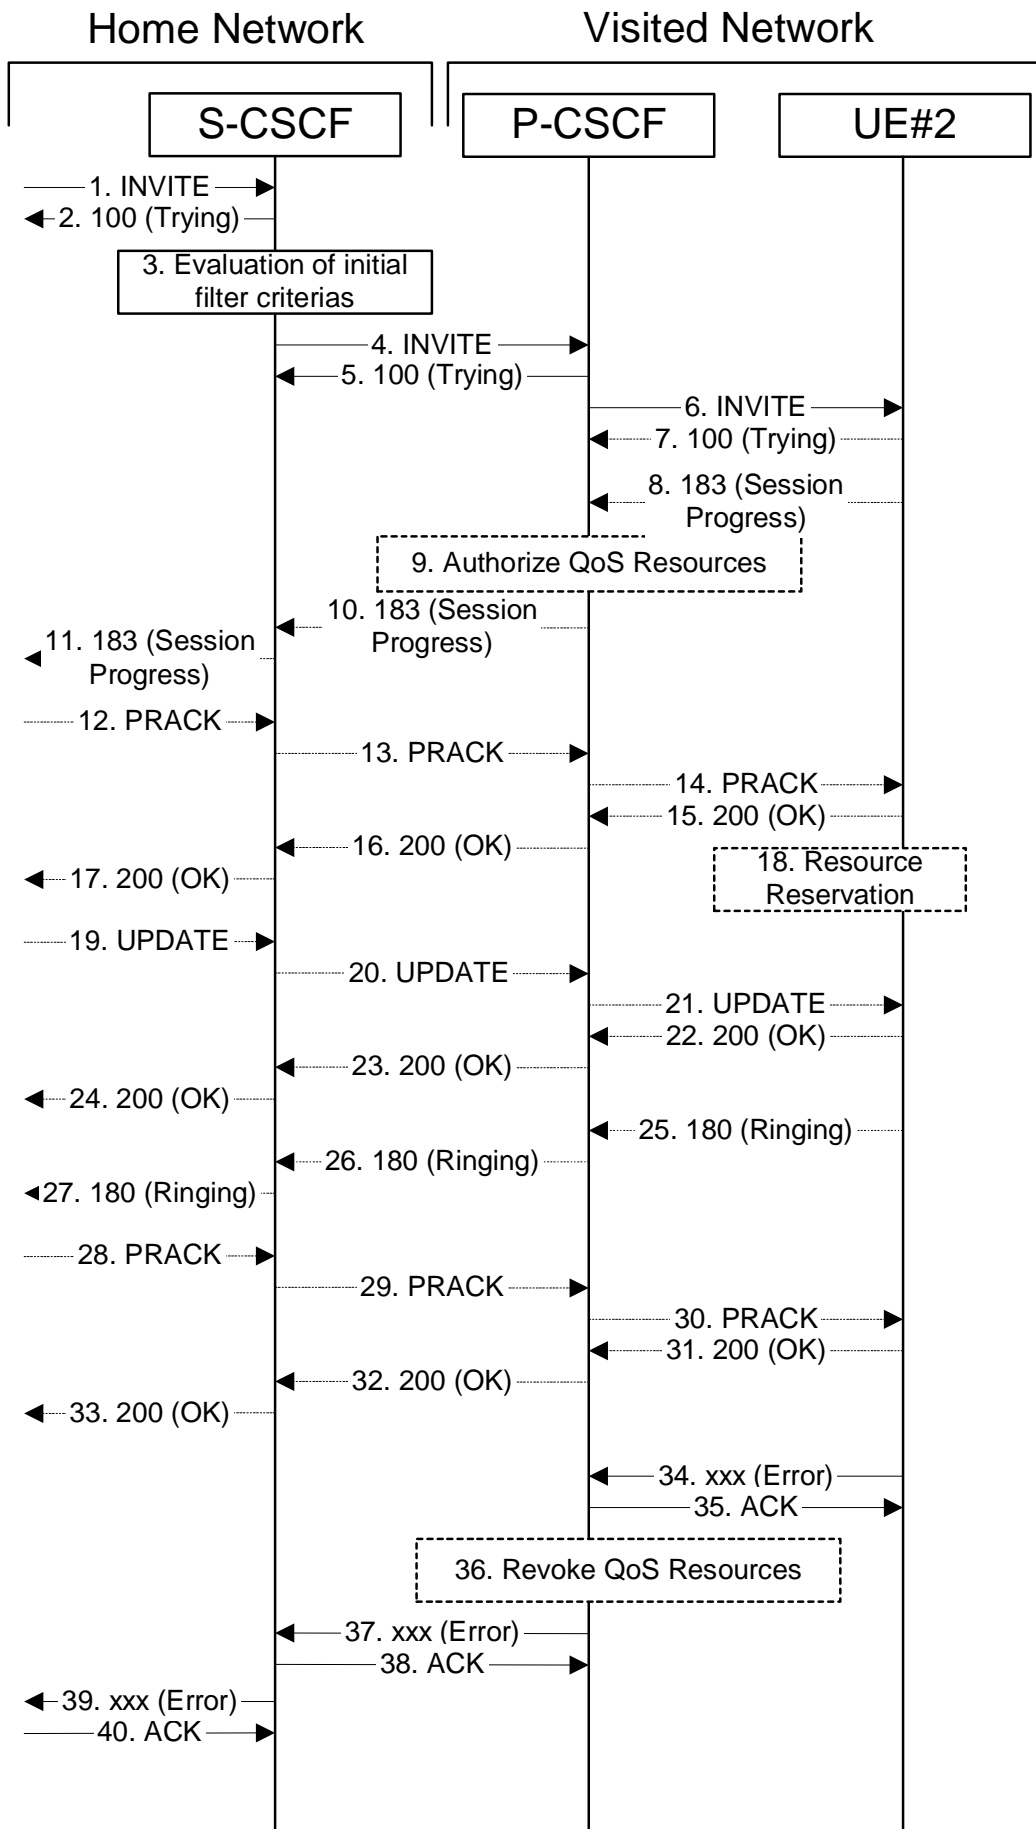 Home Network
Visited Network
S-CSCF
P-CSCF
UE#2
1. INVITE
2. 100 (Trying)
3. Evaluation of initial
filter criterias
4. INVITE
5. 100 (Trying)
6. INVITE
7. 100 (Trying)
8. 183 (Session
Progress)
9. Authorize QoS Resources
10. 183 (Session
Progress)
11. 183 (Session
Progress)
12. PRACK
13. PRACK
14. PRACK
15. 200 (OK)
16. 200 (OK)
17. 200 (OK)
18. Resource
Reservation
19. UPDATE
20. UPDATE
21. UPDATE
22. 200 (OK)
23. 200 (OK)
24. 200 (OK)
25. 180 (Ringing)
26. 180 (Ringing)
27. 180 (Ringing)
28. PRACK
29. PRACK
30. PRACK
31. 200 (OK)
32. 200 (OK)
33. 200 (OK)
34. xxx (Error)
35. ACK
36. Revoke QoS Resources
37. xxx (Error)
38. ACK
39. xxx (Error)
40. ACK